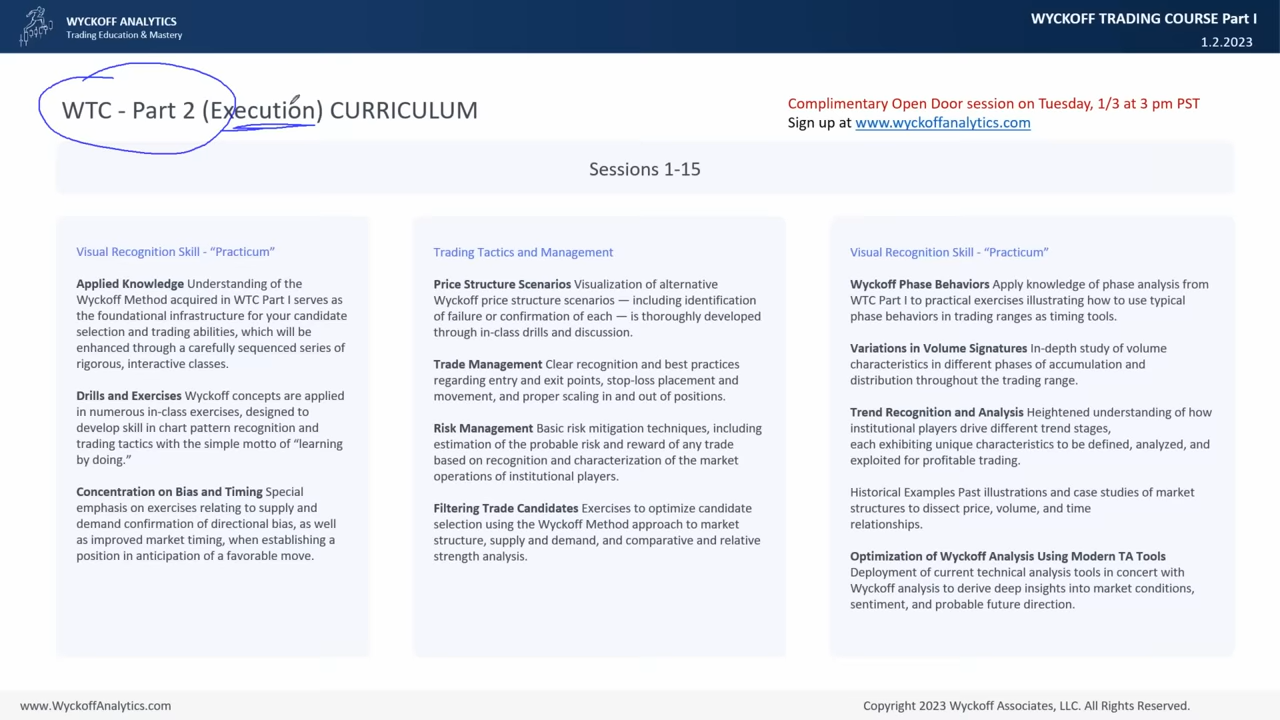 WYCKOFF ANALYTICS
Trading Education & Mastery
WYCKOFF TRADING COURSE Part I
1.2.2023
WTC - Part 2 (Execution) CURRICULUM
Complimentary Open Door session on Tuesday, 1/3 at 3 pm PST
Sign up at www.wyckoffanalytics.com
Sessions 1-15
Visual Recognition Skill - “Practicum”
Applied Knowledge Understanding of the
Wyckoff Method acquired in WTC Part I serves as
the foundational infrastructure for your candidate
selection and trading abilities, which will be
enhanced through a carefully sequenced series of
rigorous, interactive classes.
Drills and Exercises Wyckoff concepts are applied
in numerous in-class exercises, designed to
develop skill in chart pattern recognition and
trading tactics with the simple motto of “learning
by doing.”
Concentration on Bias and Timing Special
emphasis on exercises relating to supply and
demand confirmation of directional bias, as well
as improved market timing, when establishing a
position in anticipation of a favorable move.
Trading Tactics and Management
Price Structure Scenarios Visualization of alternative
Wyckoff price structure scenarios — including identification
of failure or confirmation of each — is thoroughly developed
through in-class drills and discussion.
Trade Management Clear recognition and best practices
regarding entry and exit points, stop-loss placement and
movement, and proper scaling in and out of positions.
Risk Management Basic risk mitigation techniques, including
estimation of the probable risk and reward of any trade
based on recognition and characterization of the market
operations of institutional players.
Filtering Trade Candidates Exercises to optimize candidate
selection using the Wyckoff Method approach to market
structure, supply and demand, and comparative and relative
strength analysis.
Visual Recognition Skill - “Practicum”
Wyckoff Phase Behaviors Apply knowledge of phase analysis from
WTC Part I to practical exercises illustrating how to use typical
phase behaviors in trading ranges as timing tools.
Variations in Volume Signatures In-depth study of volume
characteristics in different phases of accumulation and
distribution throughout the trading range.
Trend Recognition and Analysis Heightened understanding of how
institutional players drive different trend stages,
each exhibiting unique characteristics to be defined, analyzed, and
exploited for profitable trading.
Historical Examples Past illustrations and case studies of market
structures to dissect price, volume, and time
relationships.
Optimization of Wyckoff Analysis Using Modern TA Tools
Deployment of current technical analysis tools in concert with
Wyckoff analysis to derive deep insights into market conditions,
sentiment, and probable future direction.
www.WyckoffAnalytics.com
Copyright 2023 Wyckoff Associates, LLC. All Rights Reserved.